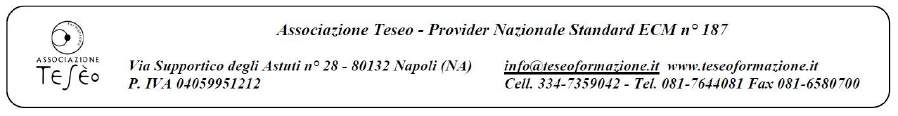 Associazione Teseo - Provider Nazionale Standard ECM n° 187
ASSOCIAZIONE
TeSèo
Via Supportico degli Astuti n° 28 - 80132 Napoli (NA) info@teseoformazione.it www.teseoformazione.it
P. IVA 04059951212 Cell. 334-7359042 - Tel. 081-7644081 Fax 081-6580700